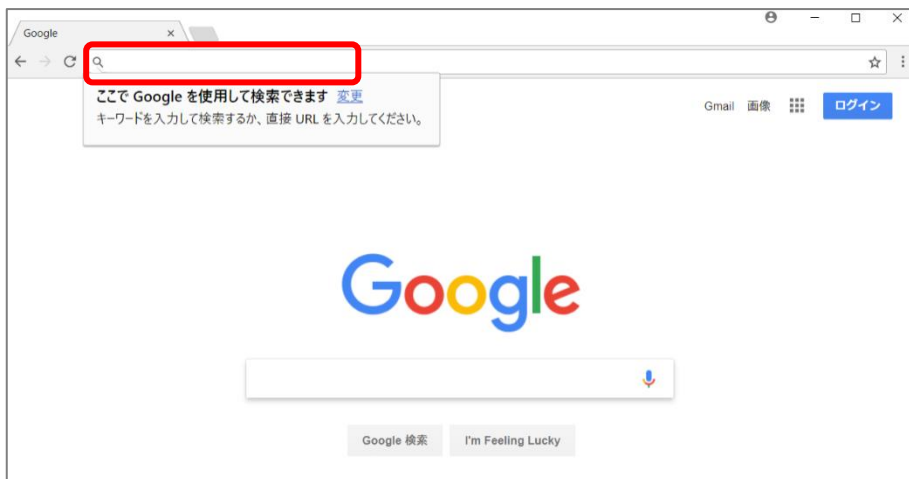 Google
ここで Google を使用して検索できます 変更
キーワードを入力して検索するか、直接 URL を入力してください。
Gmail 画像 ログイン
Google
Google 検索 I'm Feeling Lucky